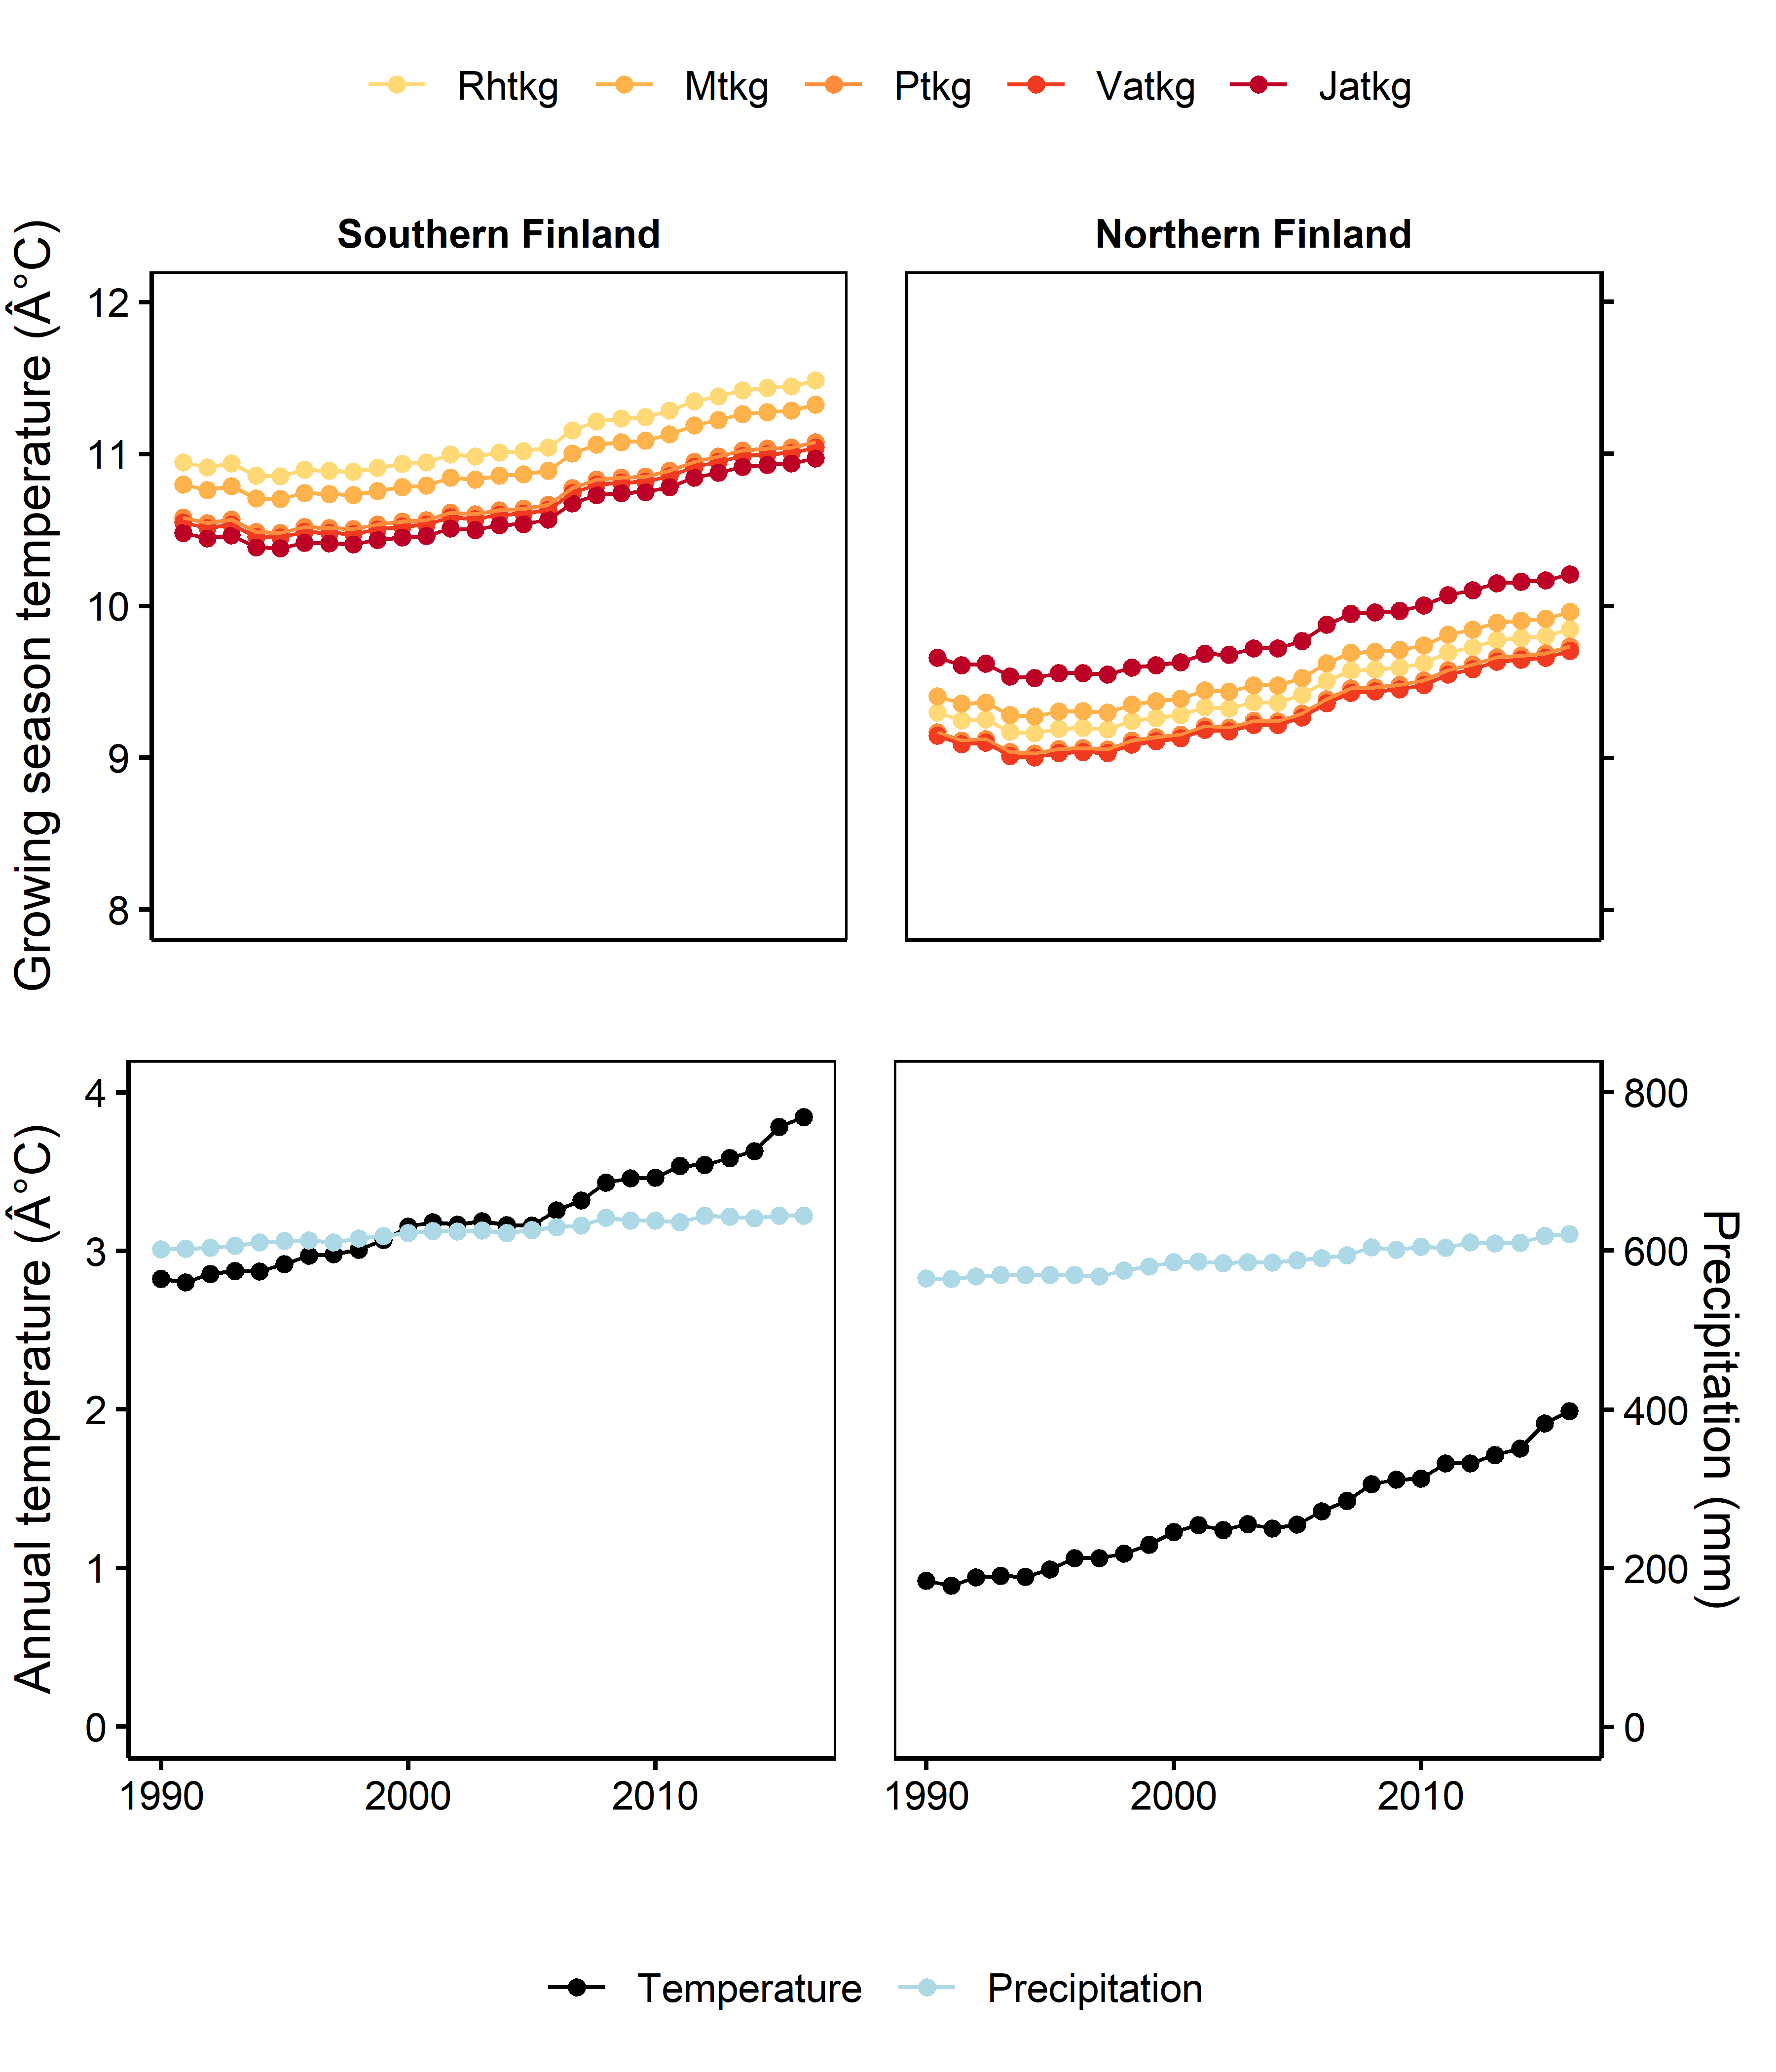 Rhtkg Mtkg Ptkg Vatkg Jatkg
Southern Finland Northern Finland
Growing season temperature (Â°C)
12
11
10
9
8
Annual temperature (Â°C)
4
3
2
1
0
800
600
400
200
0
Precipitation (mm)
1990 2000 2010 1990 2000 2010
Temperature Precipitation